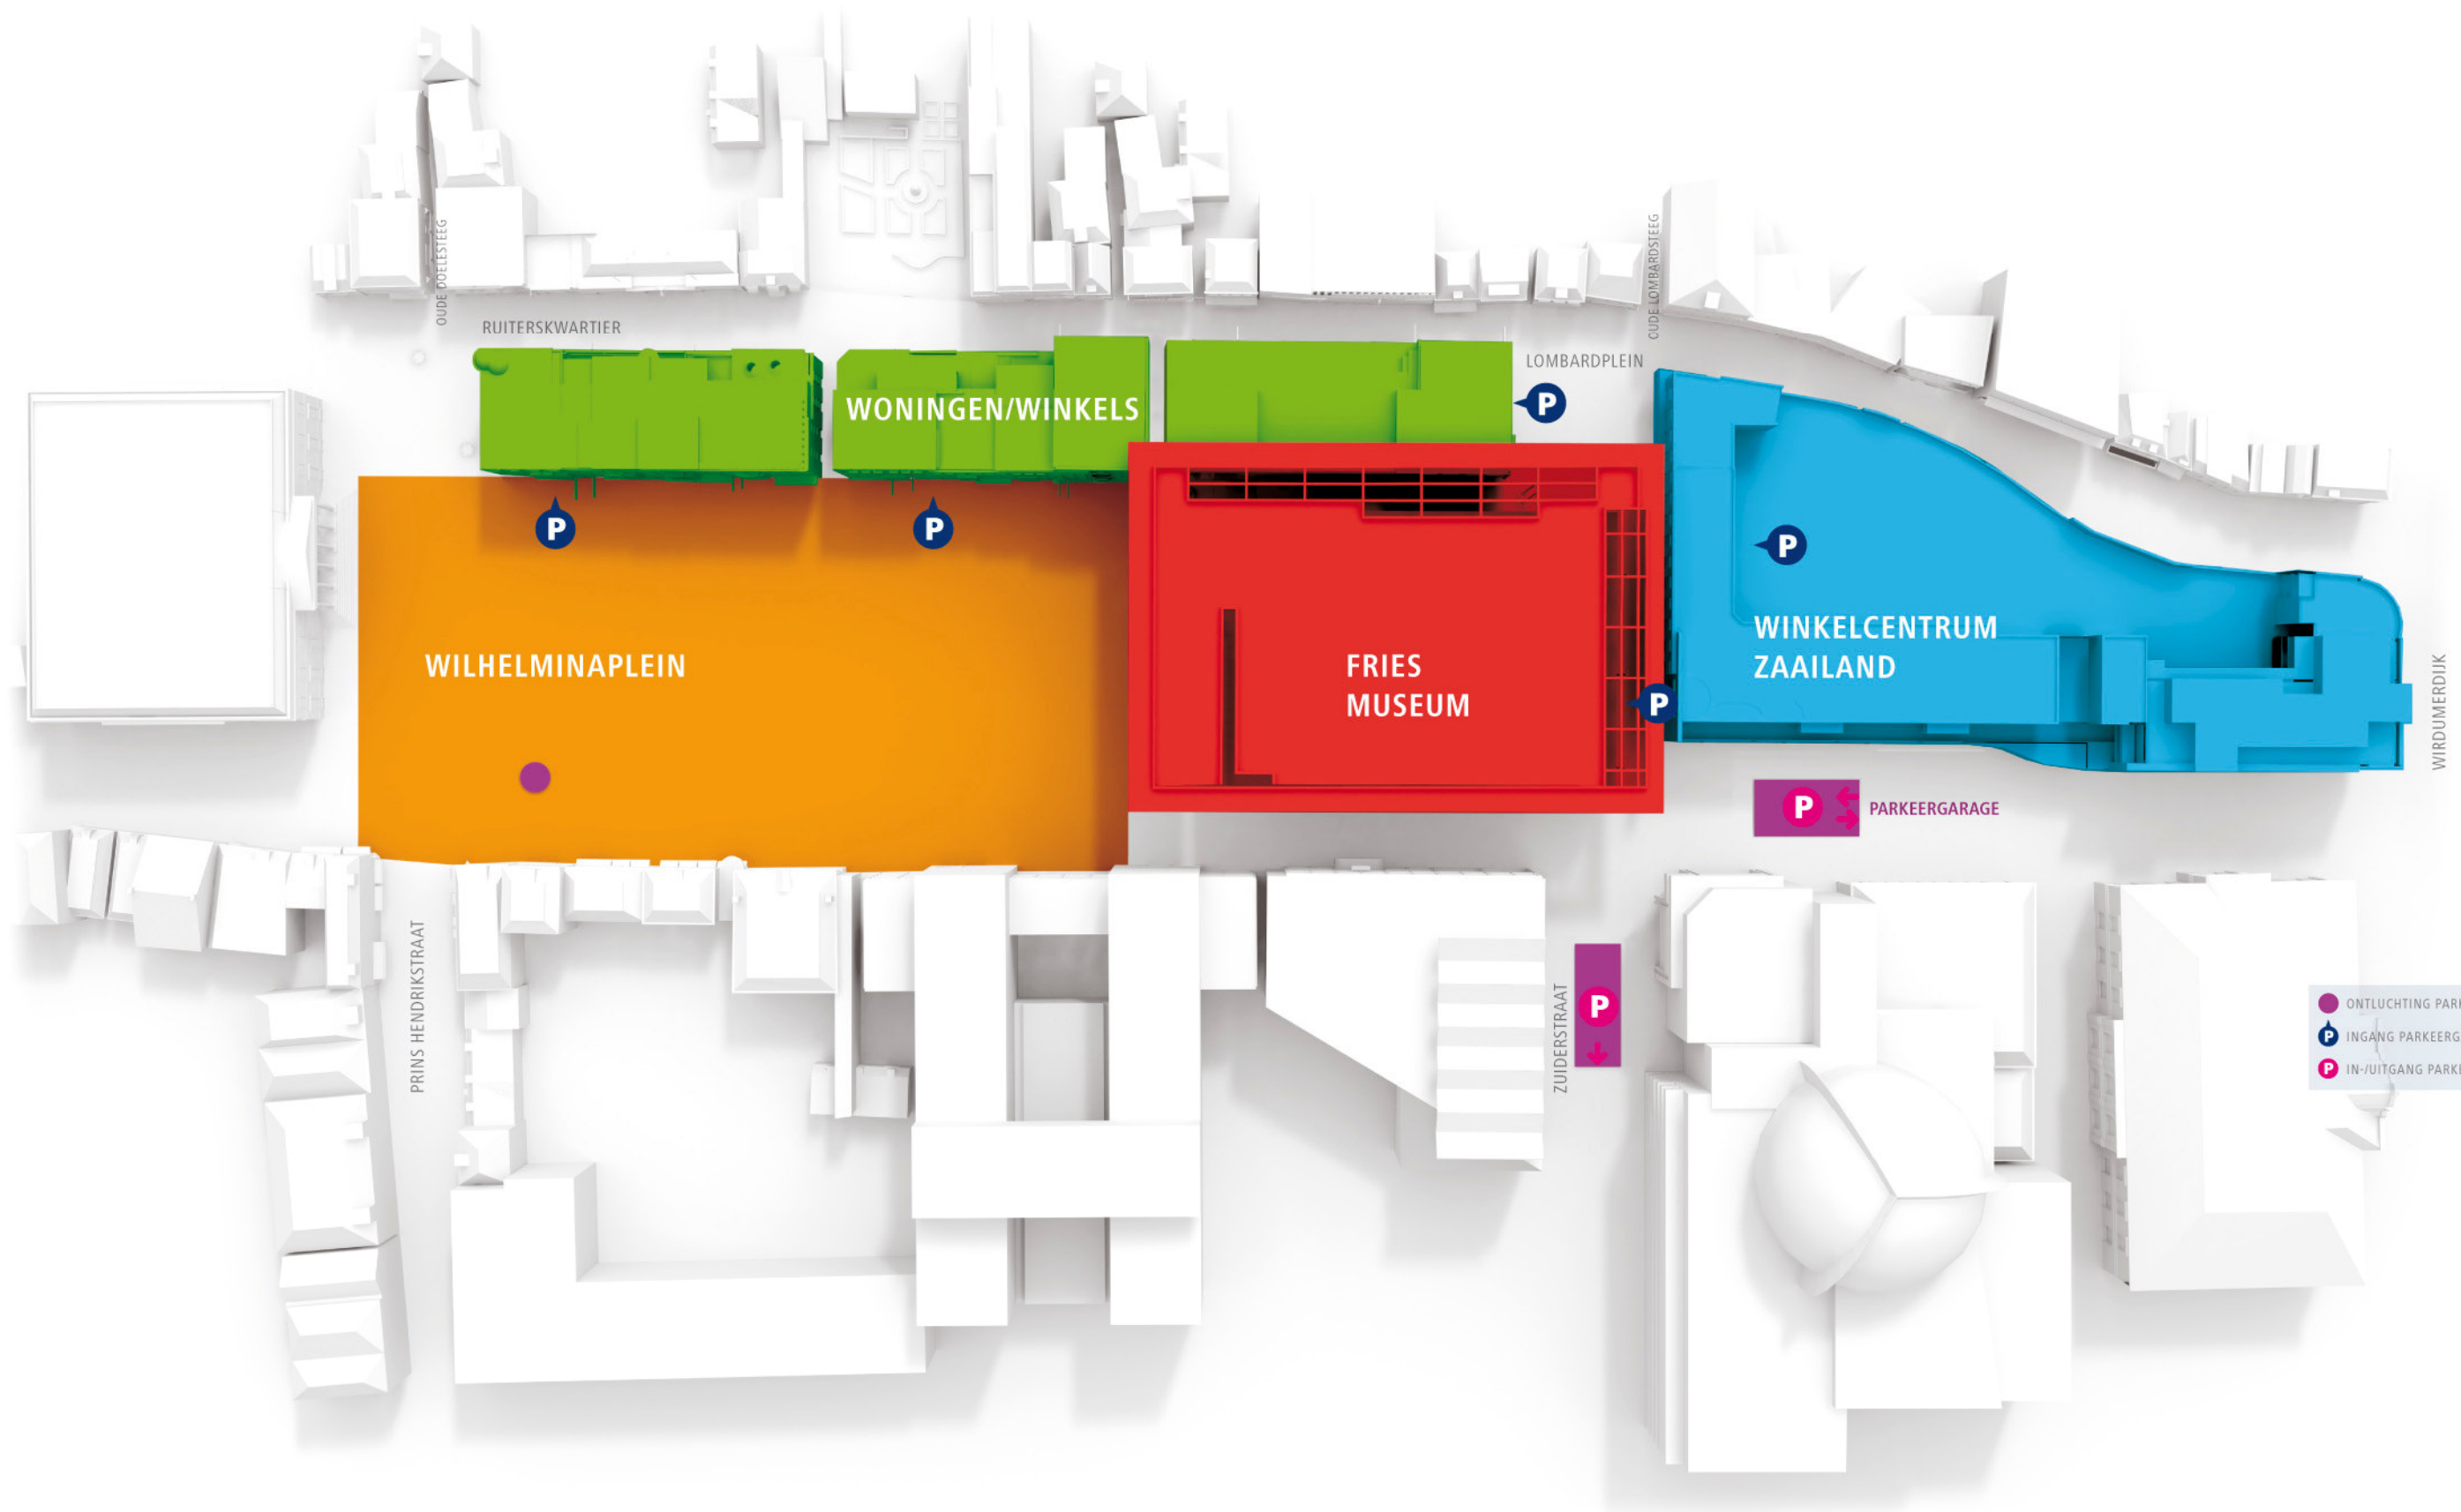 OUDE DOELESTEEG
OUDE LOMBARDSTEEG
RUITERSKWARTIER
LOMBARDPLEIN
WONINGEN/WINKELS
P
P
P
P
WILHELMINAPLEIN
FRIES
MUSEUM
P
WINKELCENTRUM
ZAAILAND
WIRDUMERDIJK
P
PARKEERGARAGE
PRINS HENDRIKSTRAAT
ZUIDERSTRAAT
P
ONTLUCHTING
P INGANG
P IN-/UITGANG